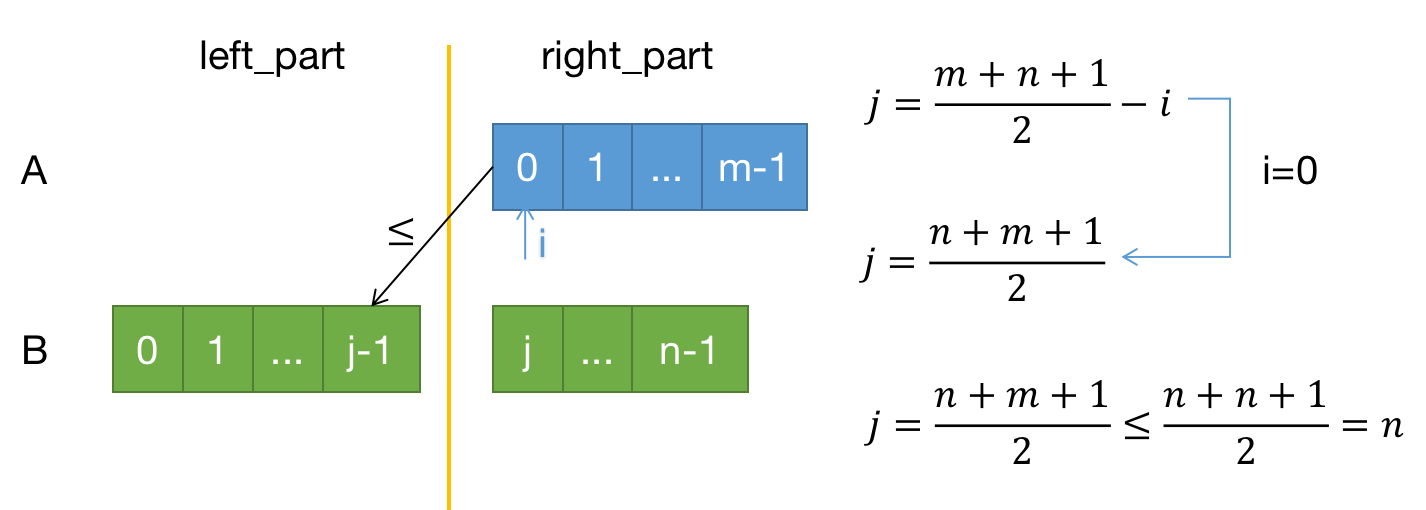 left_part right_part
j = \frac{m + n + 1}{2} - i
A 0 1 ... m-1
i=0
≤
i
j = \frac{n + m + 1}{2}
B 0 1 ... j-1 j ... n-1
j = \frac{n + m + 1}{2} ≤ \frac{n + n + 1}{2} = n